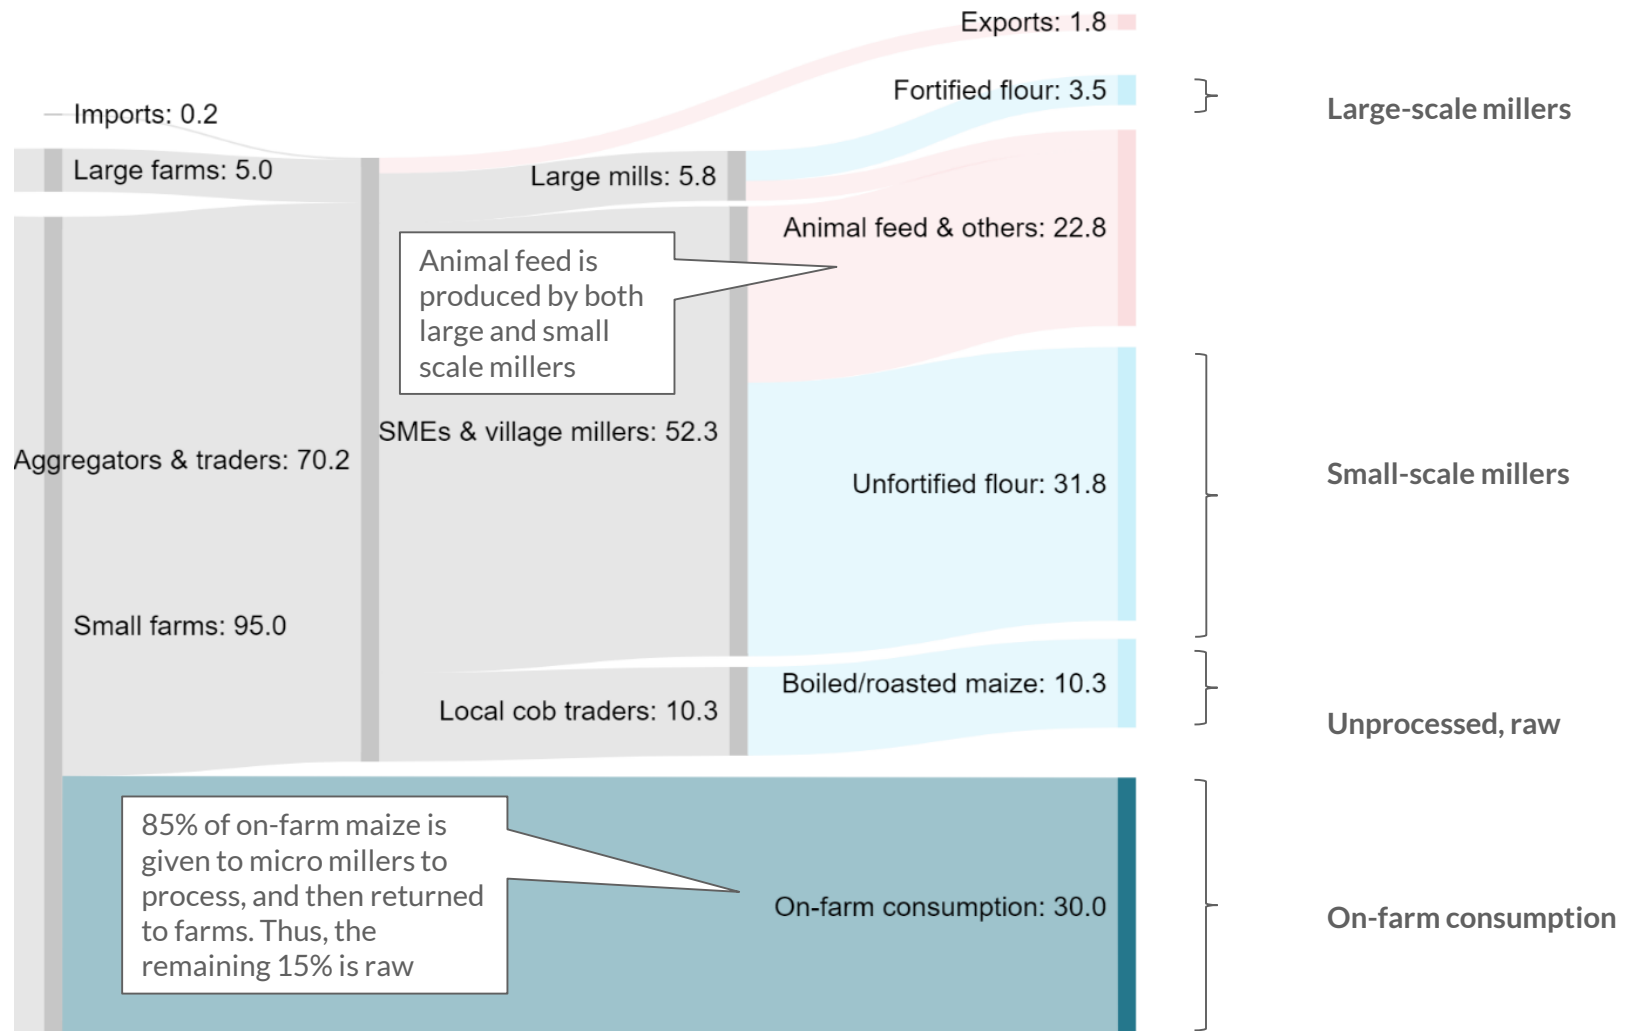 Exports: 1.8
Fortified flour: 3.5
Large-scale millers
Imports: 0.2
Large farms: 5.0
Large mills: 5.8
Animal feed & others: 22.8
Animal feed is
produced by both
large and small
scale millers
SMEs & village millers: 52.3
Aggregators & traders: 70.2
Unfortified flour: 31.8
Small-scale millers
Small farms: 95.0
Boiled/roasted maize: 10.3
Local cob traders: 10.3
Unprocessed, raw
85% of on-farm maize is
given to micro millers to
process, and then returned
to farms. Thus, the
remaining 15% is raw
On-farm consumption: 30.0
On-farm consumption